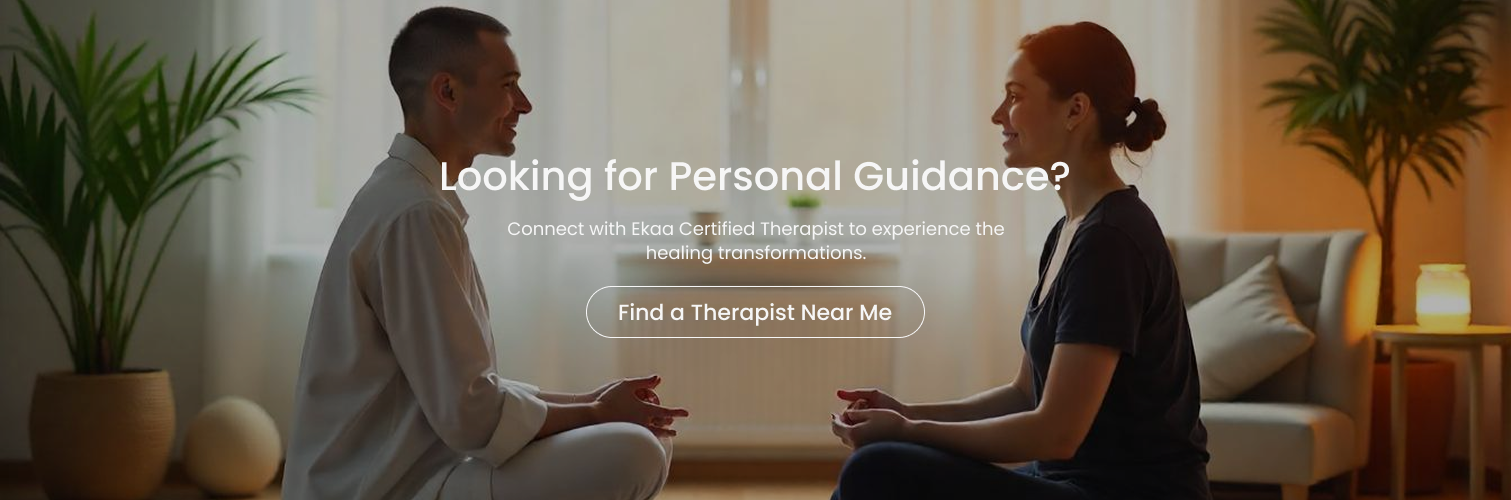 Looking for Personal Guidance?
Connect with Ekaa Certified Therapist to experience the
healing transformations.
Find a Therapist Near Me